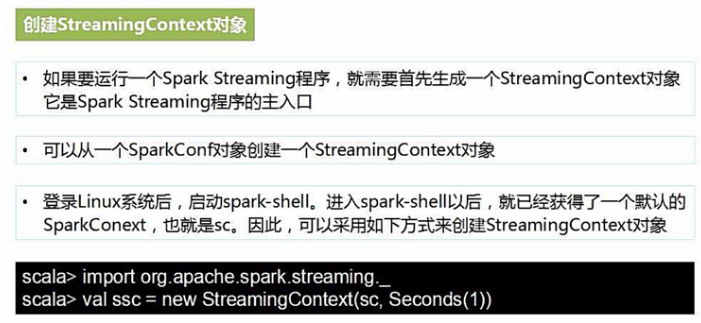 创建StreamingContext对象
• 如果要运行一个Spark Streaming程序，就需要首先生成一个StreamingContext对象
它是Spark Streaming程序的主入口
• 可以从一个SparkConf对象创建一个StreamingContext对象
• 登录Linux系统后，启动spark-shell。进入spark-shell以后，就已经获得了一个默认的
SparkConext，也就是sc。因此，可以采用如下方式来创建StreamingContext对象
scala> import org.apache.spark.streaming._
scala> val ssc = new StreamingContext(sc, Seconds(1))